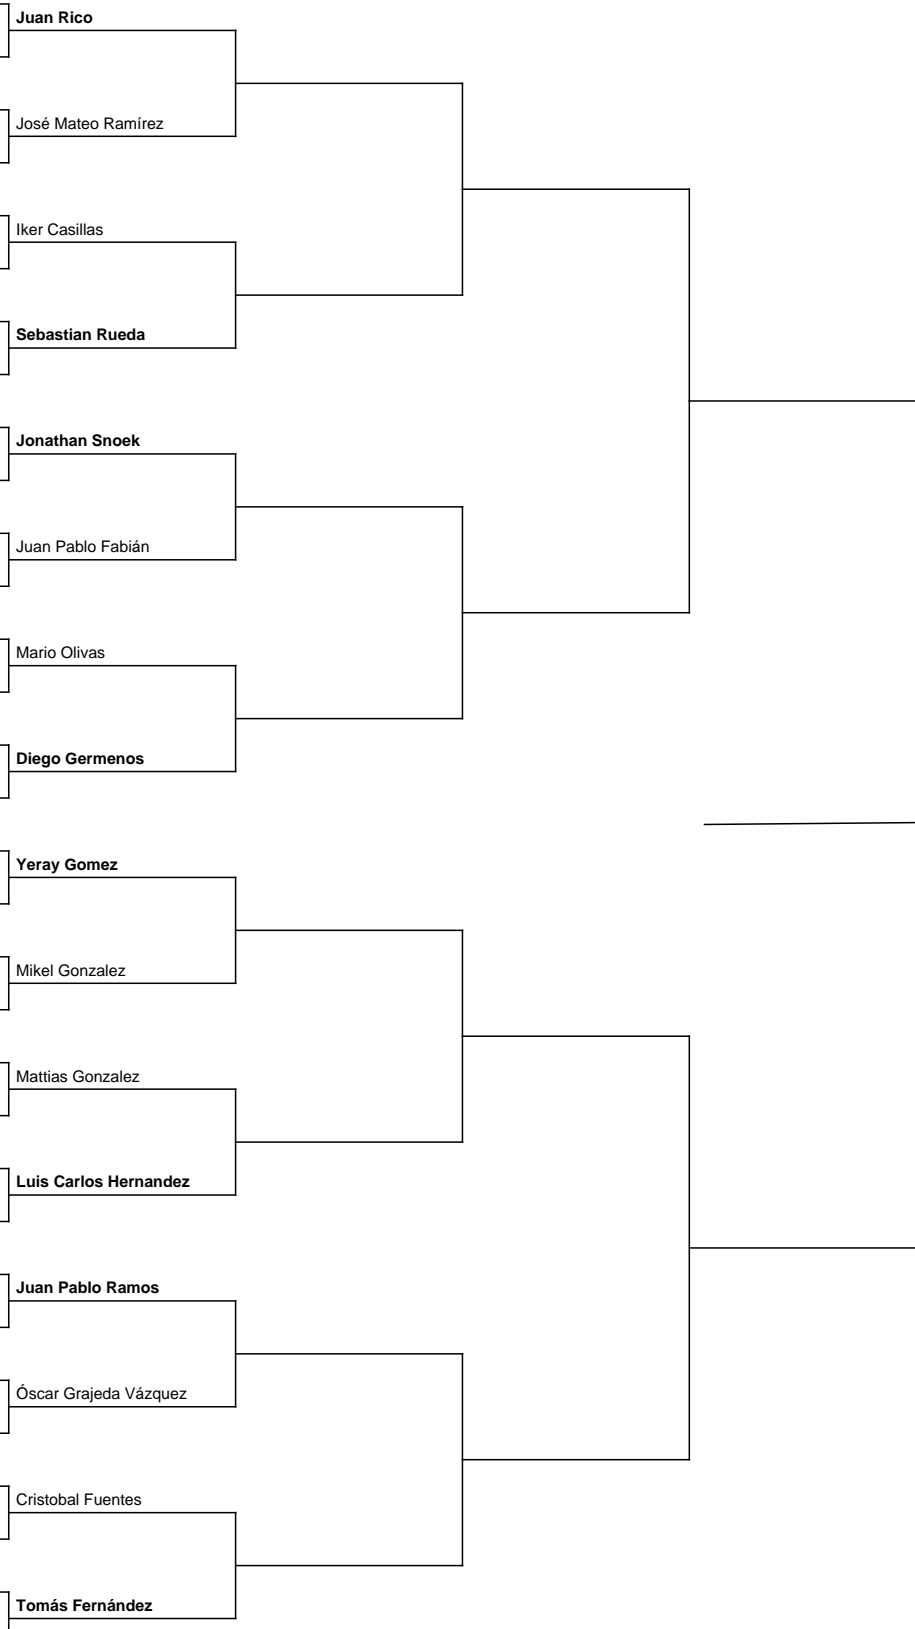 Juan Rico
José Mateo Ramírez
Iker Casillas
Sebastian Rueda
Jonathan Snoek
Juan Pablo Fabián
Mario Olivas
Diego Germenos
Yeray Gomez
Mikel Gonzalez
Mattias Gonzalez
Luis Carlos Hernandez
Juan Pablo Ramos
Óscar Grajeda Vázquez
Cristobal Fuentes
Tomás Fernández